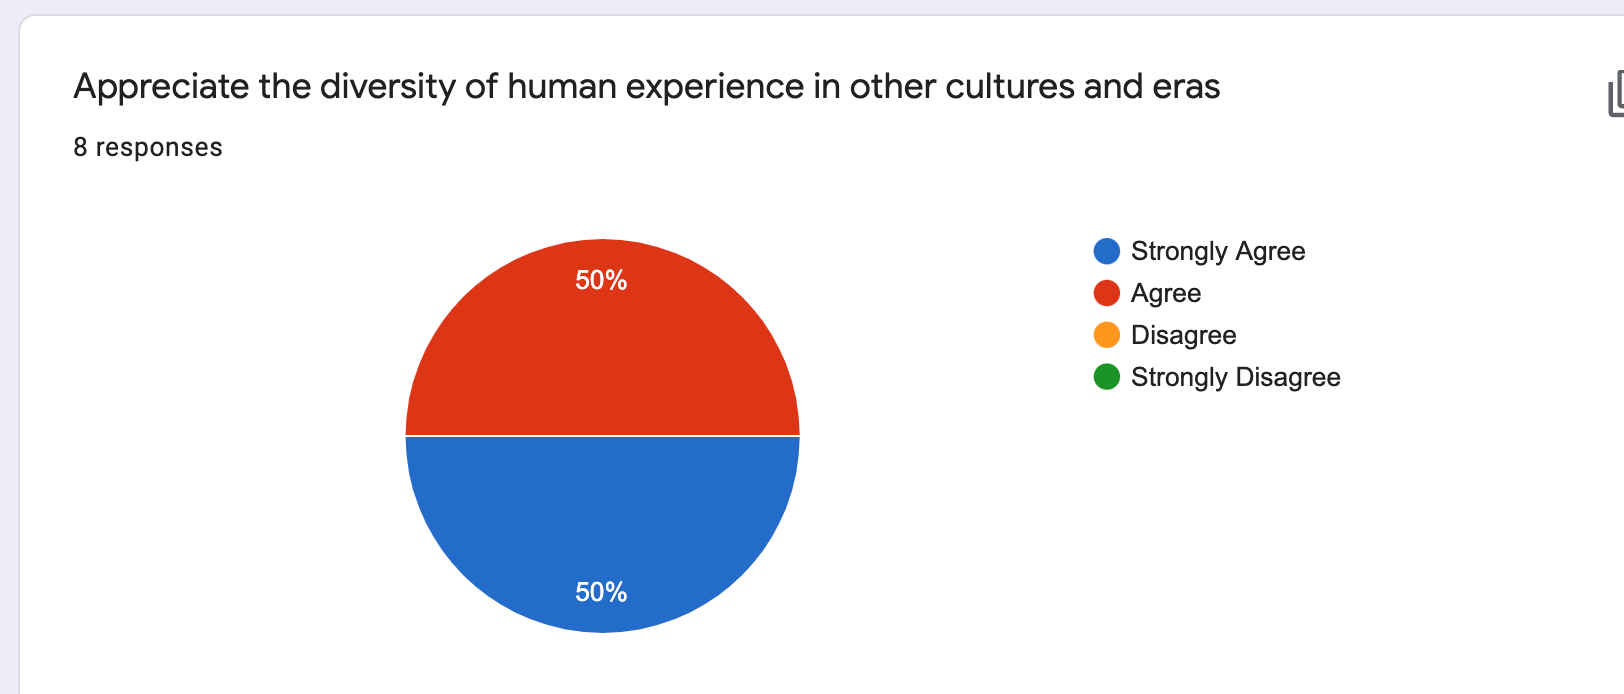 Appreciate the diversity of human experience in other cultures and eras
8 responses
50%
50%
Strongly Agree
Agree
Disagree
Strongly Disagree